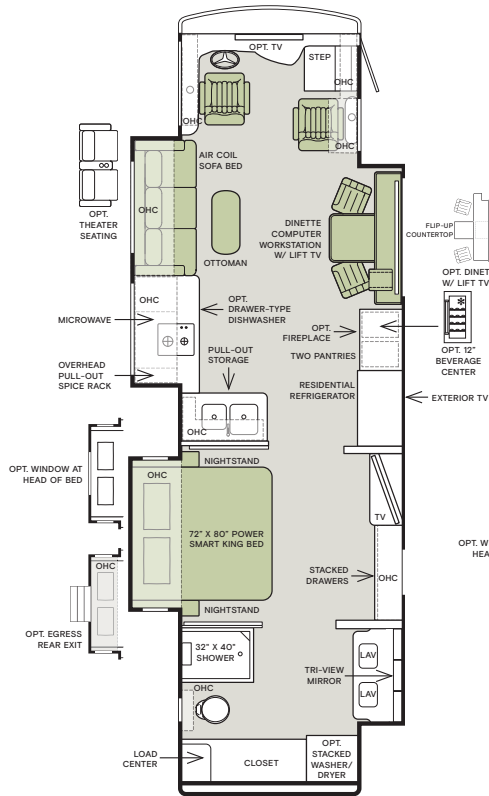 OPT. TV
STEP
OHC
OHC
OHC
AIR COIL
SOFA BED
OHC
OPT.
THEATER
SEATING
OTTOMAN
DINETTE
COMPUTER
WORKSTATION
W/ LIFT TV
FLIP-UP
COUNTERTOP
OPT. DINET
W/ LIFT TV
OHC
MICROWAVE
OPT.
DRAWER-TYPE
DISHWASHER
OPT.
FIREPLACE
TWO PANTRIES
OPT. 12"
BEVERAGE
CENTER
OVERHEAD
PULL-OUT
SPICE RACK
PULL-OUT
STORAGE
RESIDENTIAL
REFRIGERATOR
EXTERIOR TV
OHC
OPT. WINDOW AT
HEAD OF BED
NIGHTSTAND
OHC
72" X 80" POWER
SMART KING BED
NIGHTSTAND
TV
OPT. W
HEA
STACKED
DRAWERS
OHC
OHC
OPT. EGRESS
REAR EXIT
32" X 40"
SHOWER
OHC
TRI-VIEW
MIRROR
LAV
LAV
LOAD
CENTER
CLOSET
OPT.
STACKED
WASHER/
DRYER